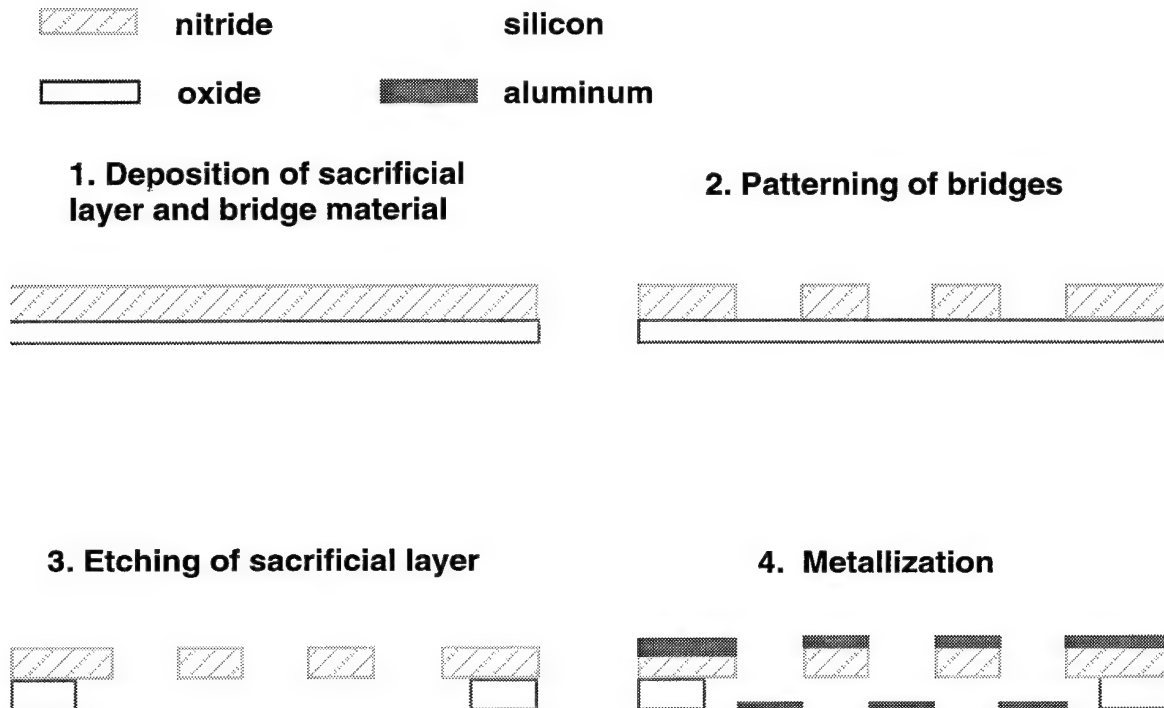 nitride
silicon
oxide
aluminum
1. Deposition of sacrificial
layer and bridge material
2. Patterning of bridges
3. Etching of sacrificial layer
4. Metallization